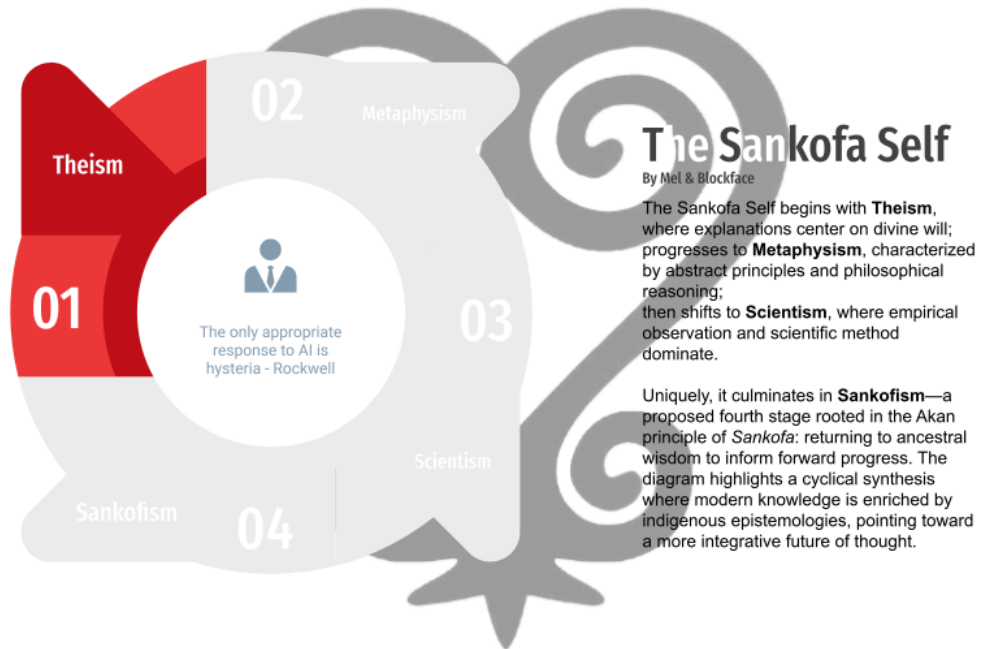 01
Theism
02
Metaphysism
03
Scientism
04
Sankofism
The only appropriate
response to AI is
hysteria - Rockwell
The Sankofa Self
By Mel & Blockface
The Sankofa Self begins with Theism,
where explanations center on divine will;
progresses to Metaphysism, characterized
by abstract principles and philosophical
reasoning;
then shifts to Scientism, where empirical
observation and scientific method
dominate.
Uniquely, it culminates in Sankofism—a
proposed fourth stage rooted in the Akan
principle of Sankofa: returning to ancestral
wisdom to inform forward progress. The
diagram highlights a cyclical synthesis
where modern knowledge is enriched by
indigenous epistemologies, pointing toward
a more integrative future of thought.